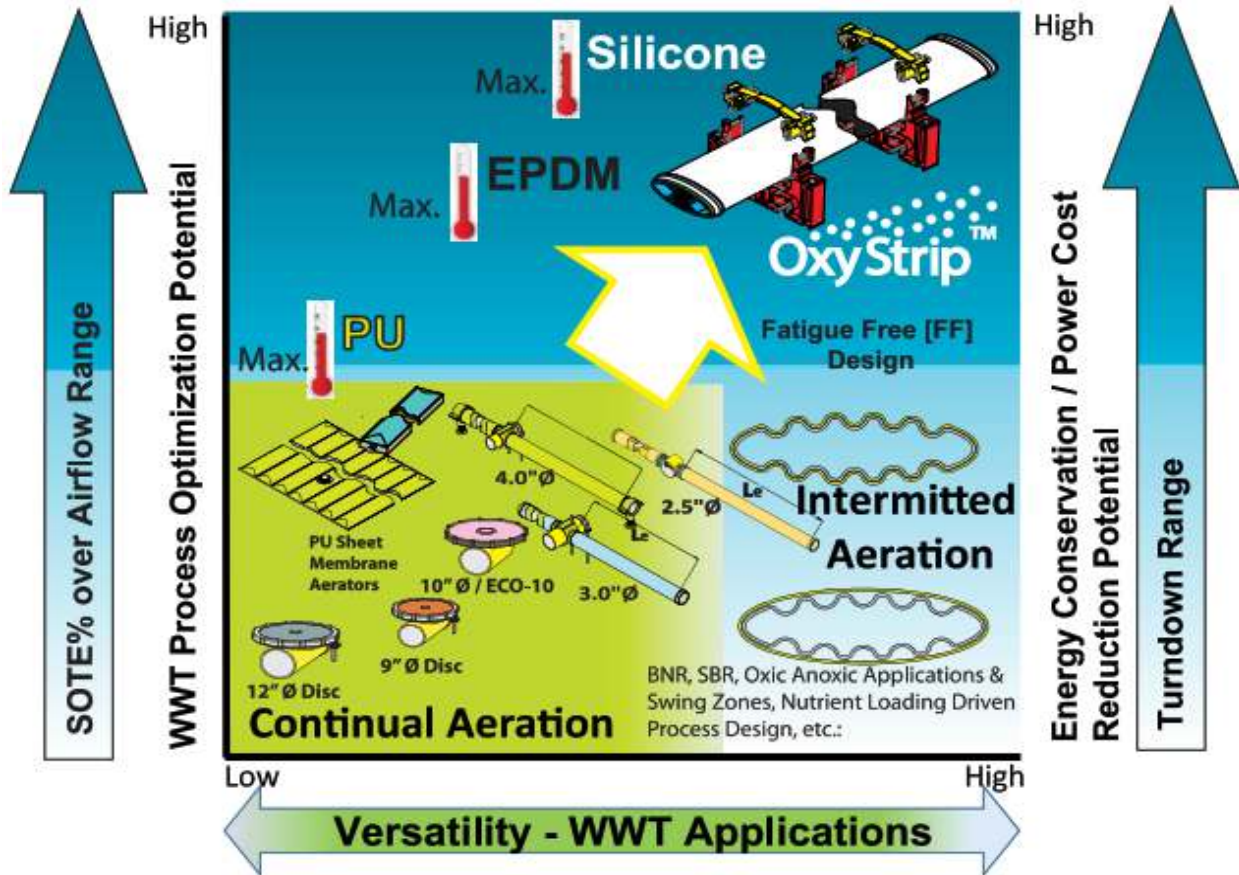 High
High
Silicone
Max.
EPDM
Max.
OxyStrip™
PU
Max.
Fatigue Free [FF]
Design
SOTE% over Airflow Range
WWT Process Optimization Potential
Energy Conservation / Power Cost
Reduction Potential
Turndown Range
4.0"Ø
Le
2.5"Ø
Le
Intermitted
Aeration
PU Sheet
Membrane
Aerators
10" Ø / ECO-10
3.0"Ø
9" Ø Disc
12" Ø Disc
Continual Aeration
BNR, SBR, Oxic Anoxic Applications &
Swing Zones, Nutrient Loading Driven
Process Design, etc.:
Low
High
Versatility - WWT Applications